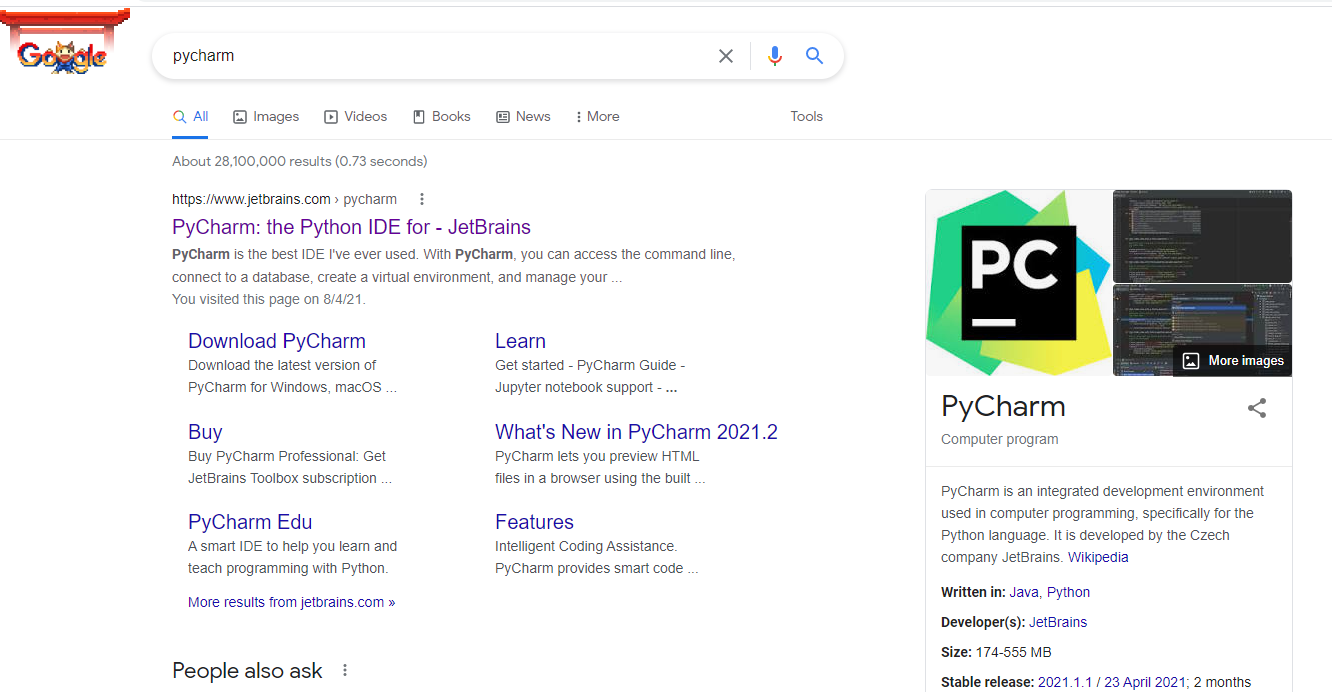 Google
pycharm
All
Images
Videos
Books
News
More
Tools
About 28,100,000 results (0.73 seconds)
https://www.jetbrains.com › pycharm
PyCharm: the Python IDE for - JetBrains
PyCharm is the best IDE I've ever used. With PyCharm, you can access the command line,
connect to a database, create a virtual environment, and manage your ...
You visited this page on 8/4/21.
Download PyCharm
Download the latest version of
PyCharm for Windows, macOS ...
Learn
Get started - PyCharm Guide -
Jupyter notebook support - ...
Buy
Buy PyCharm Professional: Get
JetBrains Toolbox subscription ...
What's New in PyCharm 2021.2
PyCharm lets you preview HTML
files in a browser using the built ...
PyCharm Edu
A smart IDE to help you learn and
teach programming with Python.
Features
Intelligent Coding Assistance.
PyCharm provides smart code ...
More results from jetbrains.com »
People also ask
PC
More images
PyCharm
Computer program
PyCharm is an integrated development environment
used in computer programming, specifically for the
Python language. It is developed by the Czech
company JetBrains. Wikipedia
Written in: Java, Python
Developer(s): JetBrains
Size: 174-555 MB
Stable release: 2021.1.1 / 23 April 2021; 2 months